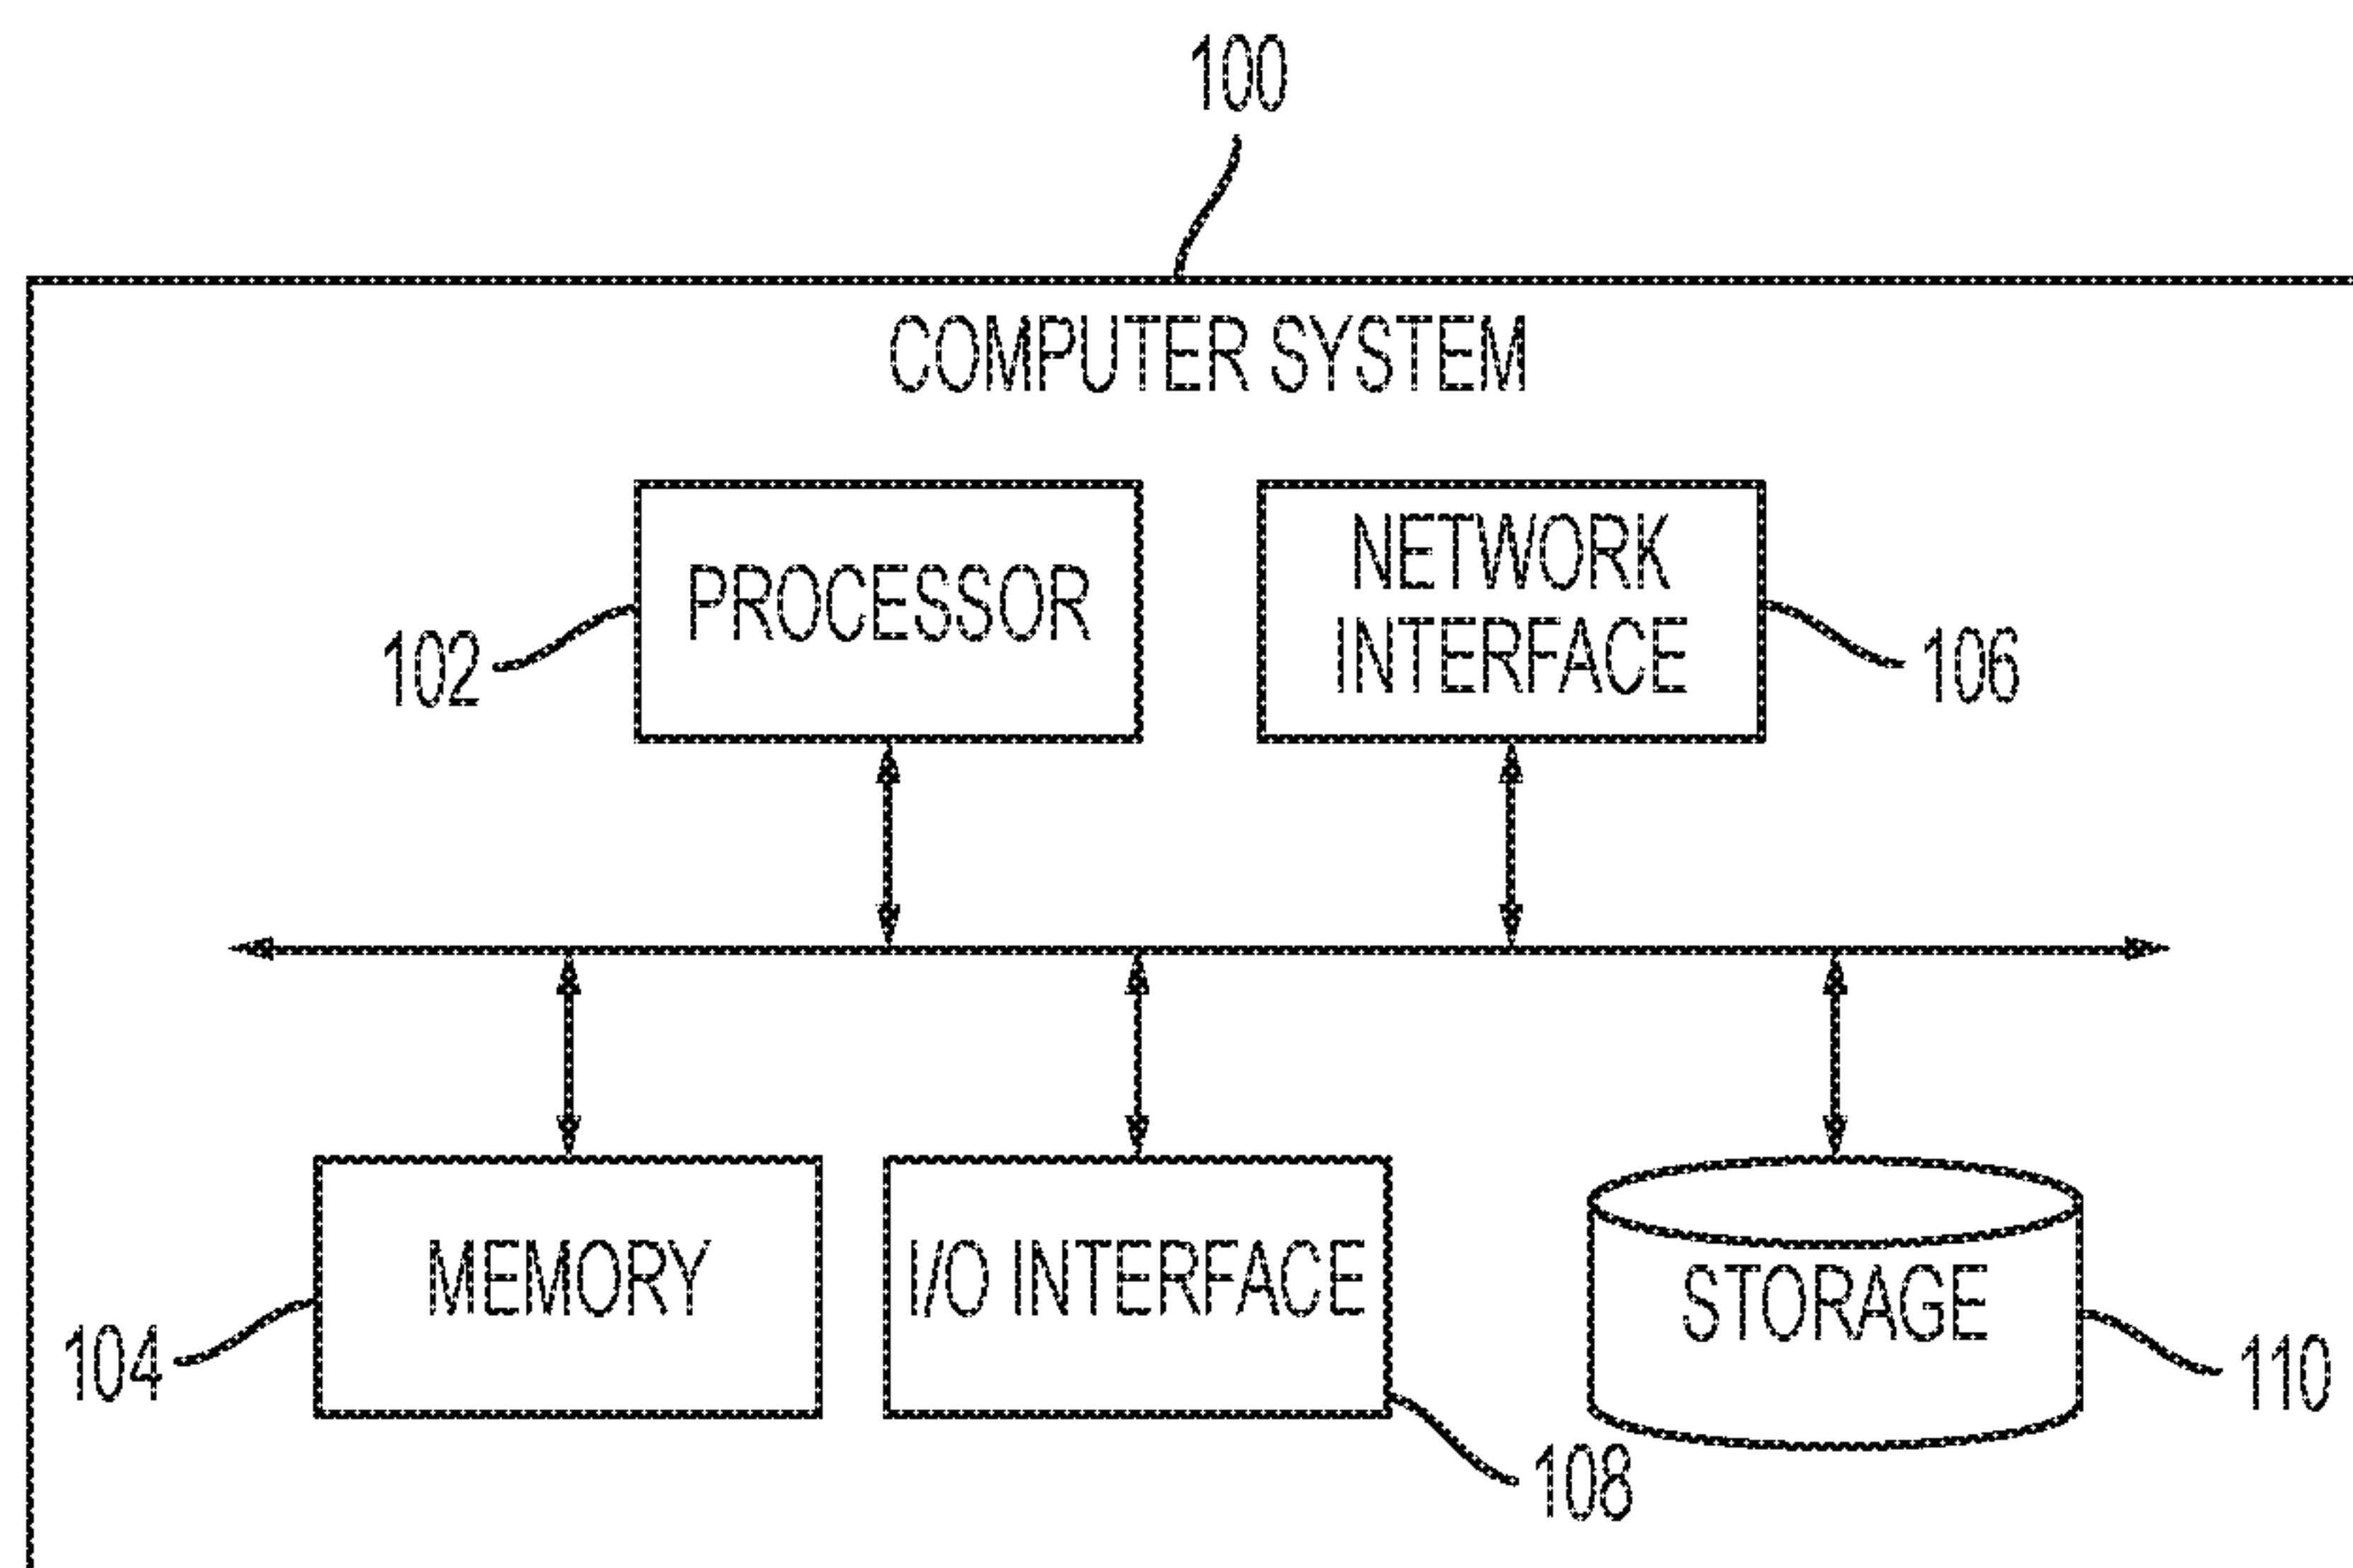 100
COMPUTER SYSTEM
PROCESSOR
NETWORK
INTERFACE
102
106
MEMORY
I/O INTERFACE
STORAGE
104
110
108